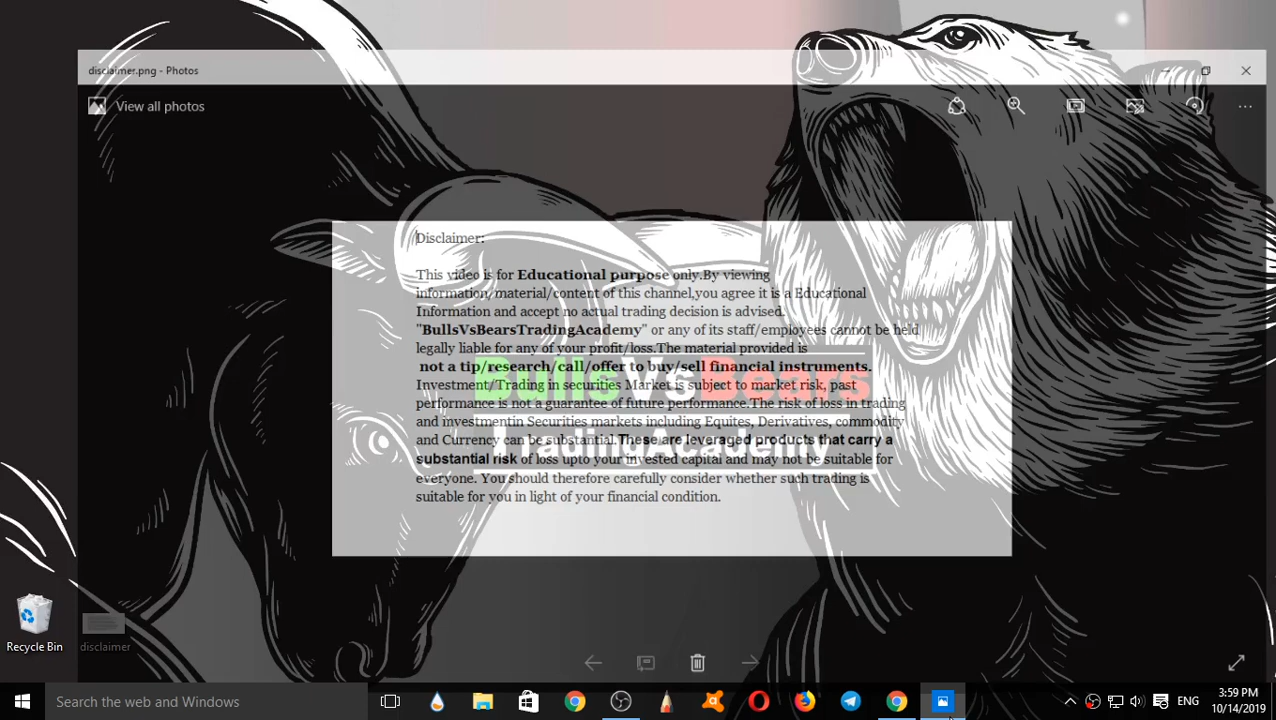 disclaimer.png - Photos
View all photos
Disclaimer:
This video is for Educational purpose only.By viewing
information/material/content of this channel,you agree it is a Educational
Information and accept no actual trading decision is advised.
"BullsVsBearsTradingAcademy" or any of its staff/employees cannot be held
legally liable for any of your profit/loss.The material provided is
not a tip/research/call/offer to buy/sell financial instruments.
Investment/Trading in securities Market is subject to market risk, past
performance is not a guarantee of future performance.The risk of loss in trading
and investmentin Securities markets including Equites, Derivatives, commodity
and Currency can be substantial.These are leveraged products that carry a
substantial risk of loss upto your invested capital and may not be suitable for
everyone. You should therefore carefully consider whether such trading is
suitable for you in light of your financial condition.
BullsVsBears
Trading Academy
Recycle Bin
disclaimer
Search the web and Windows
ENG
3:59 PM
10/14/2019